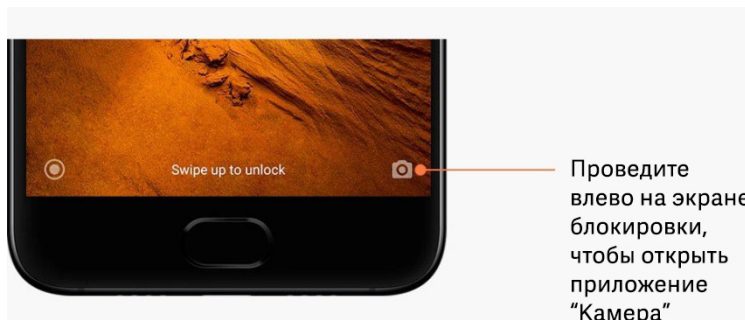 Swipe up to unlock
Проведите
влево на экране
блокировки,
чтобы открыть
приложение
“Камера”